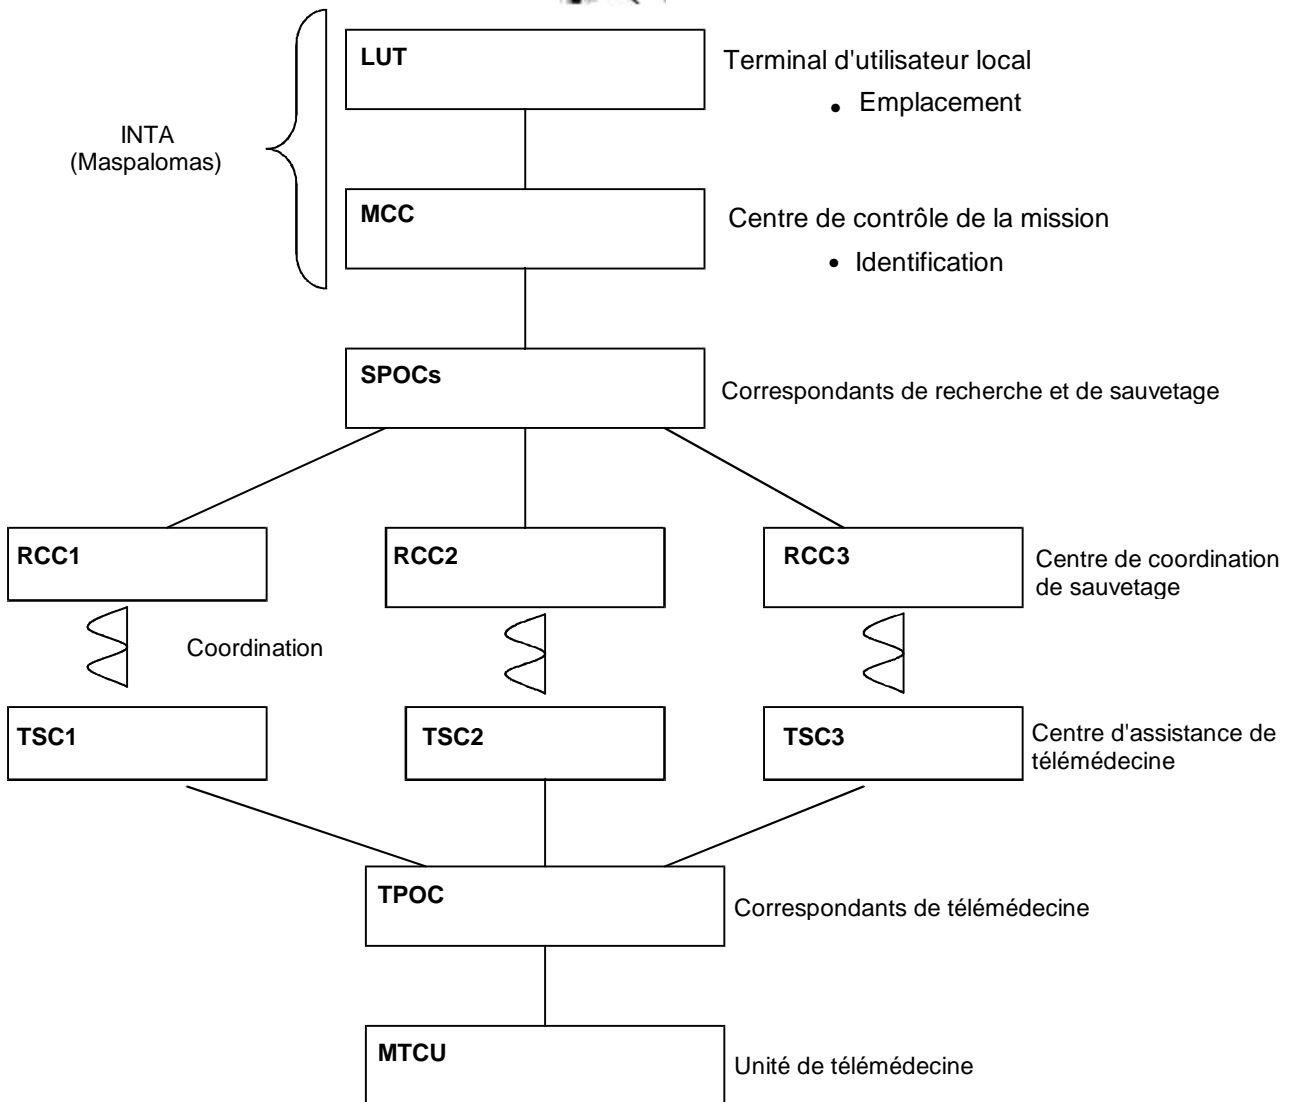 LUT
Terminal d'utilisateur local
• Emplacement
INTA
(Maspalomas)
MCC
Centre de contrôle de la mission
• Identification
SPOCs
Correspondants de recherche et de sauvetage
RCC1
RCC2
RCC3
Centre de coordination
de sauvetage
Coordination
TSC1
TSC2
TSC3
Centre d'assistance de
télémédecine
TPOC
Correspondants de télémédecine
MTCU
Unité de télémédecine